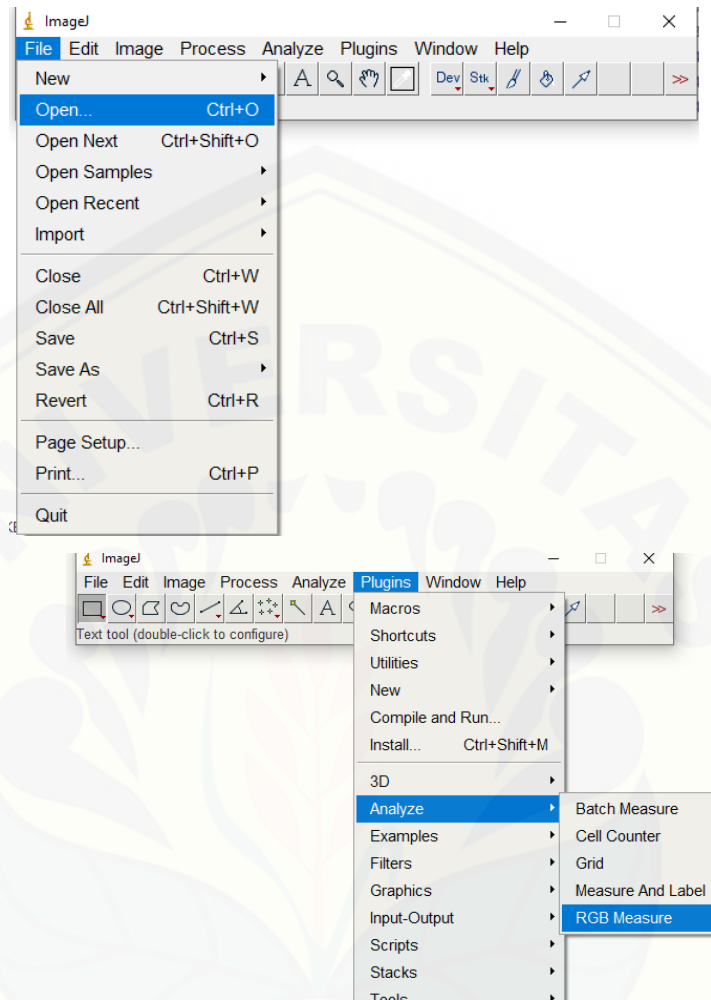 ImageJ
File Edit Image Process Analyze Plugins Window Help
New
A Dev Stk >>
Open... Ctrl+O
Open Next Ctrl+Shift+O
Open Samples
Open Recent
Import
Close Ctrl+W
Close All Ctrl+Shift+W
Save Ctrl+S
Save As
Revert Ctrl+R
Page Setup...
Print... Ctrl+P
Quit
UNIVERSITAS
ImageJ
File Edit Image Process Analyze Plugins Window Help
A >>
Text tool (double-click to configure)
Macros
Shortcuts
Utilities
New
Compile and Run...
Install... Ctrl+Shift+M
3D
Analyze
Batch Measure
Examples
Cell Counter
Filters
Grid
Graphics
Measure And Label
Input-Output
RGB Measure
Scripts
Stacks
Tools